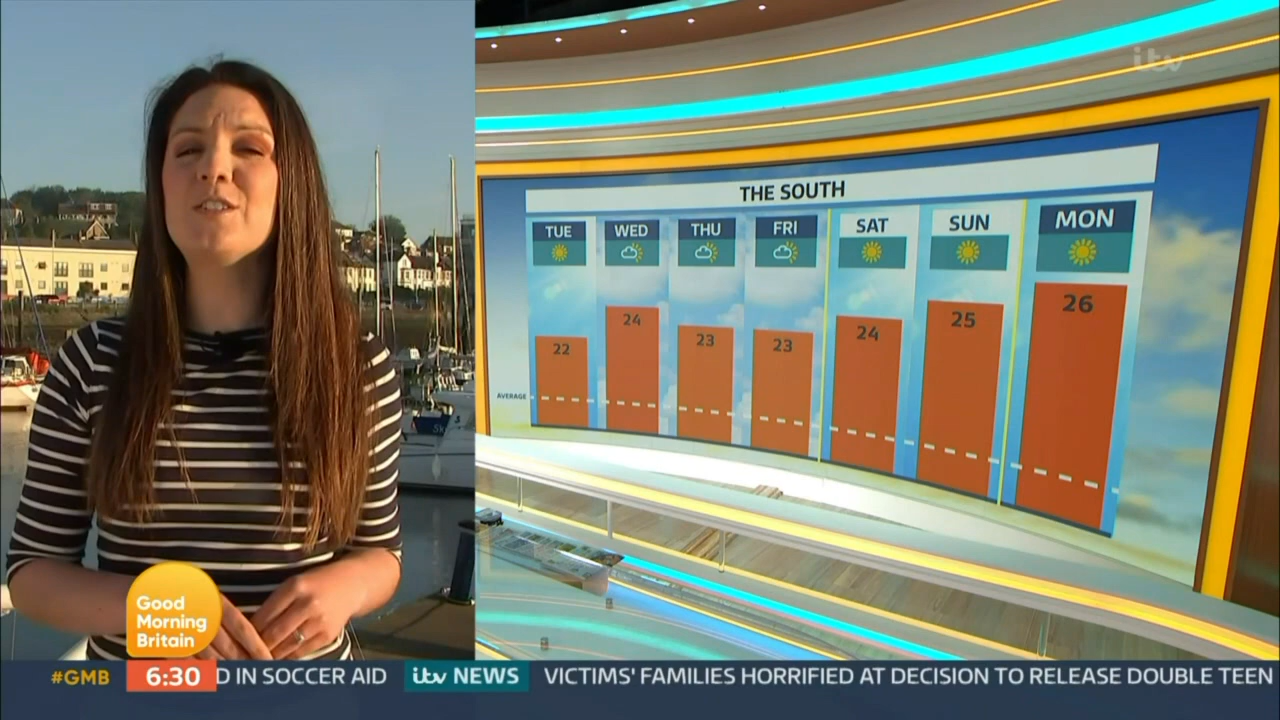 itv
THE SOUTH
TUE WED THU FRI SAT SUN MON
22 24 23 23 24 25 26
AVERAGE
Good
Morning
Britain
#GMB 6:30 D IN SOCCER AID itv NEWS VICTIMS' FAMILIES HORRIFIED AT DECISION TO RELEASE DOUBLE TEEN